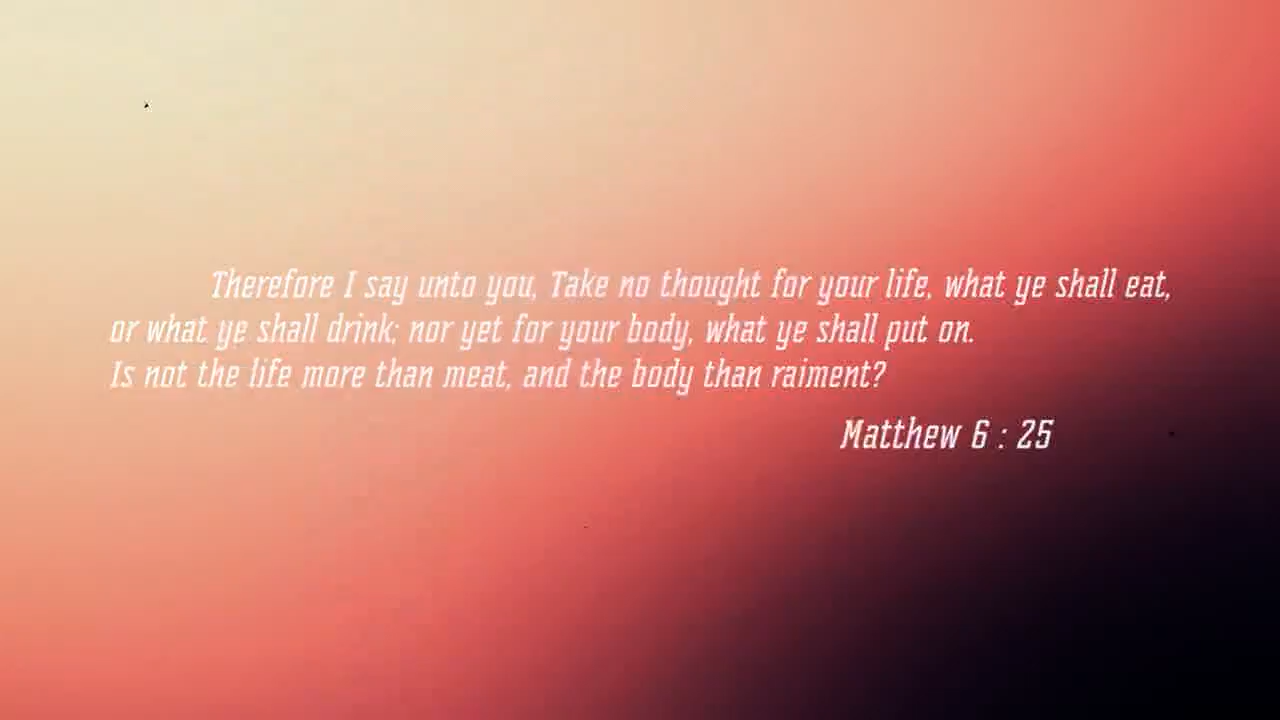 Therefore I say unto you, Take no thought for your life, what ye shall eat,
or what ye shall drink; nor yet for your body, what ye shall put on.
Is not the life more than meat, and the body than raiment?
Matthew 6 : 25